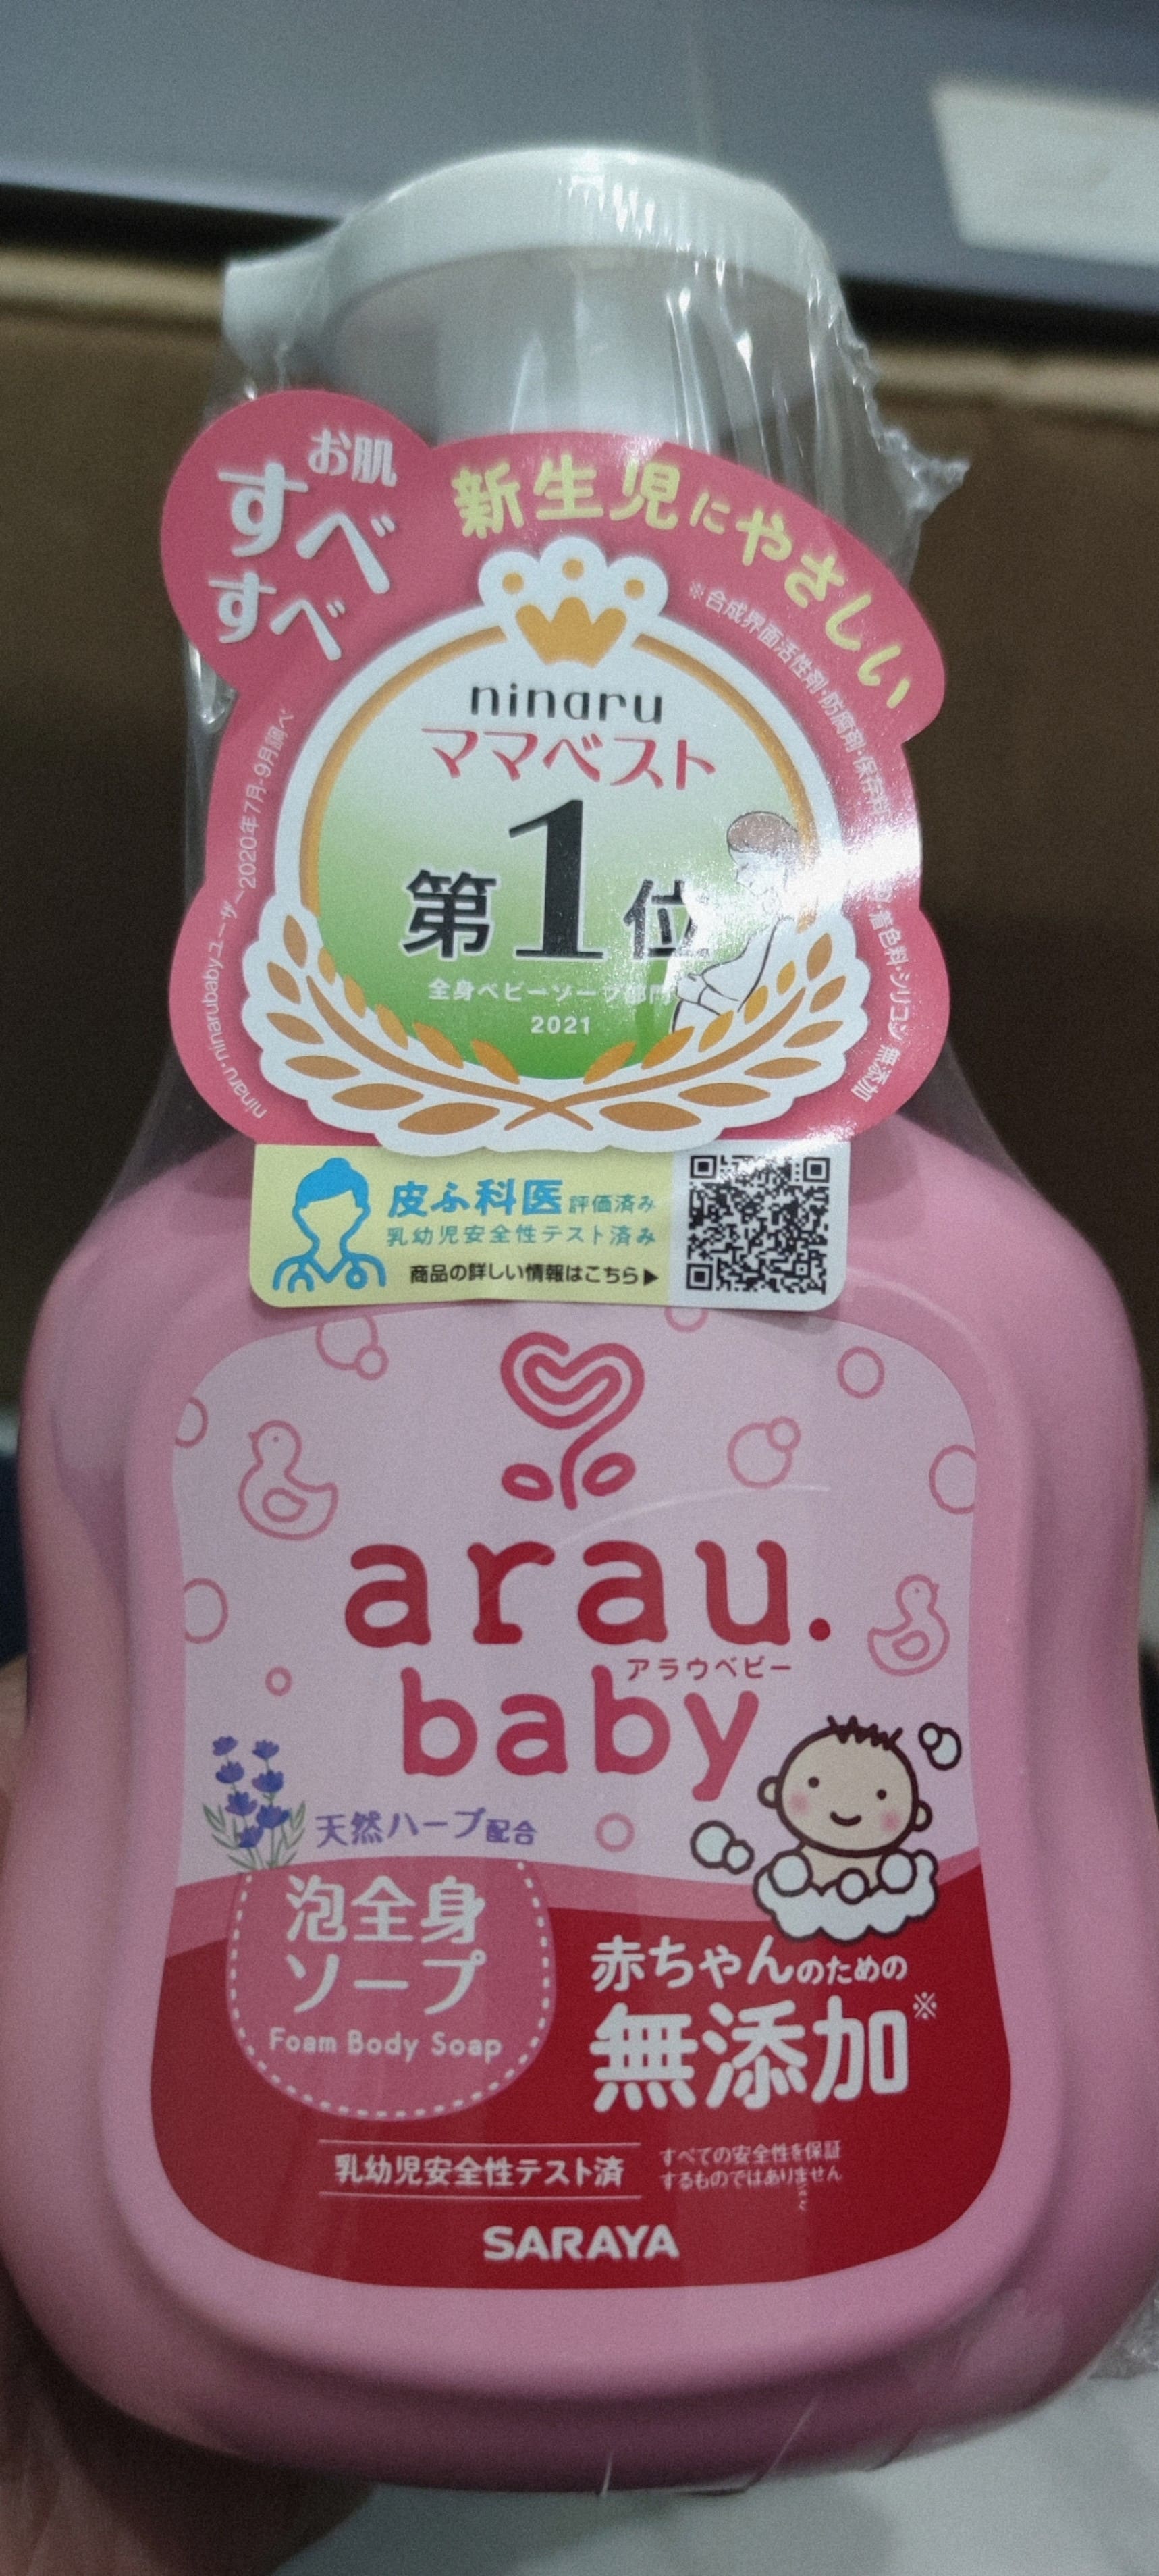 お肌
すべ
すべ
新生児にやさしい
※合成界面活性剤・防腐剤・保存料
着色料・シリコン 無添加
ninaru・ninarubabyユーザー2020年7月-9月調べ
ninaru
ママベスト
第1位
全身ベビーソープ部門
2021
皮ふ科医評価済み
乳幼児安全性テスト済み
商品の詳しい情報はこちら▶
arau.
アラウベビー
baby
天然ハーブ配合
泡全身
ソープ
Foam Body Soap
赤ちゃんのための
無添加※
乳幼児安全性テスト済
すべての安全性を保証
するものではありません
SARAYA